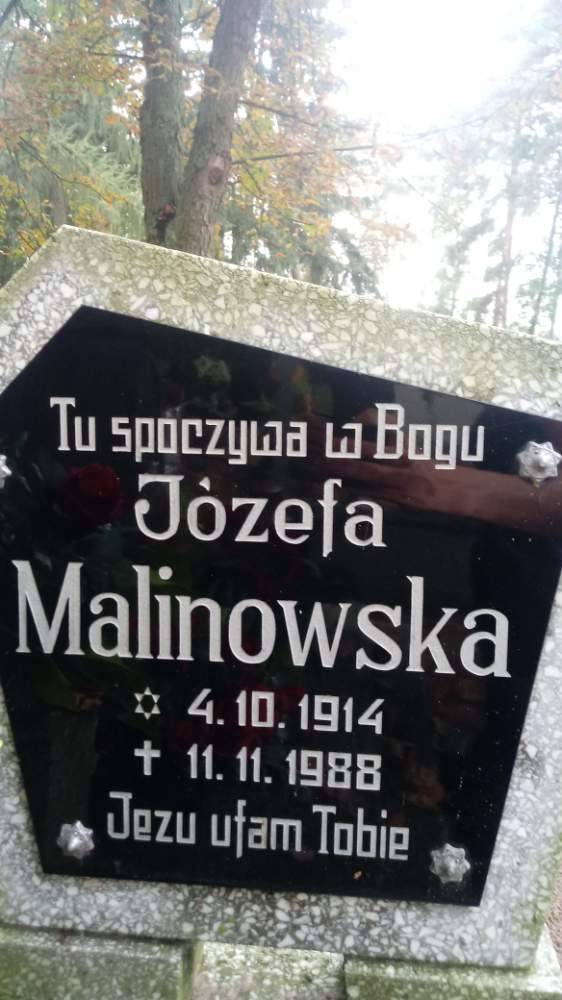 Tu spoczywa w Bogu
Józefa
Malinowska
✡ 4. 10. 1914
✝ 11. 11. 1988
Jezu ufam Tobie